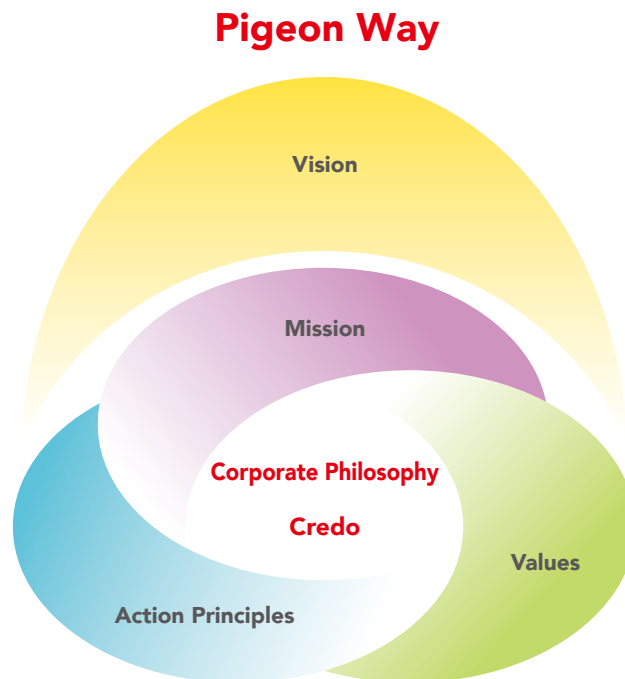 Pigeon Way
Vision
Mission
Corporate Philosophy
Credo
Values
Action Principles